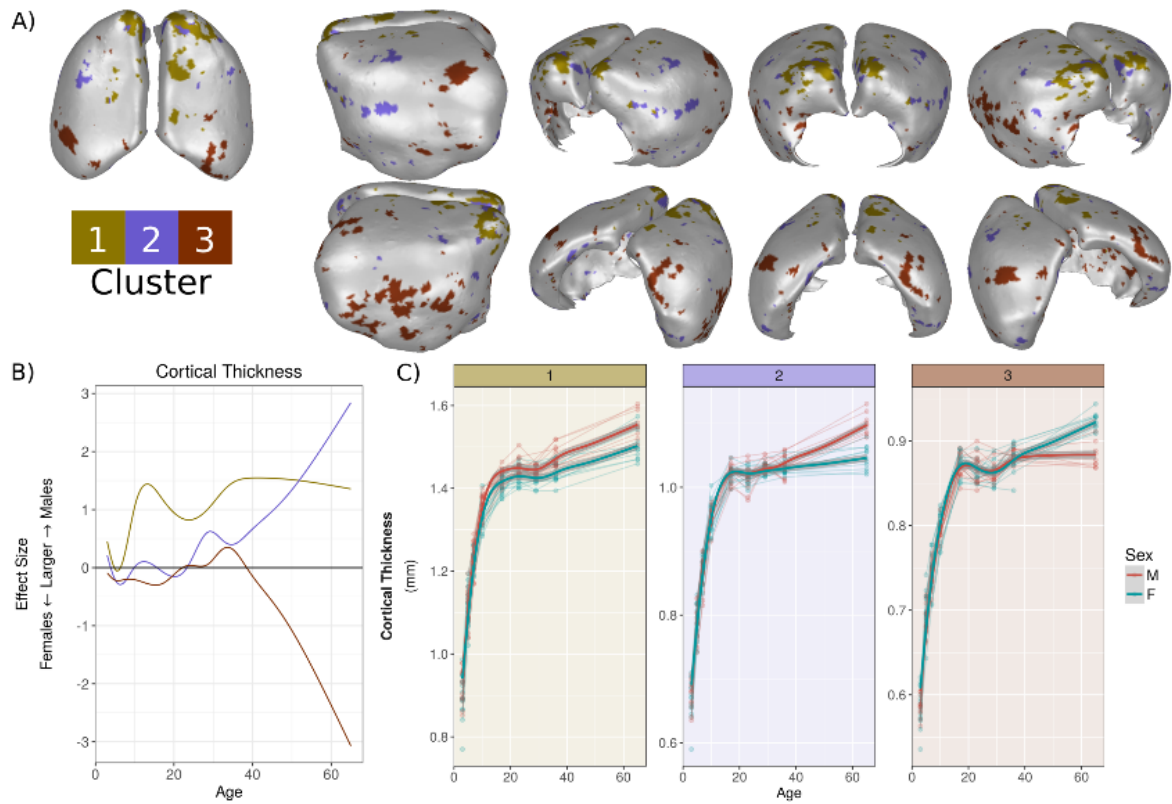 A)
1 2 3
Cluster
B)
Cortical Thickness
3
2
1
0
-1
-2
-3
Effect Size
Females ← Larger → Males
0 20 40 60
Age
C)
1 2 3
1.6
1.4
1.2
1.0
0.8
1.0
0.8
0.6
0.9
0.8
0.7
0.6
Cortical Thickness
(mm)
0 20 40 60 0 20 40 60 0 20 40 60
Age
Sex
M
F